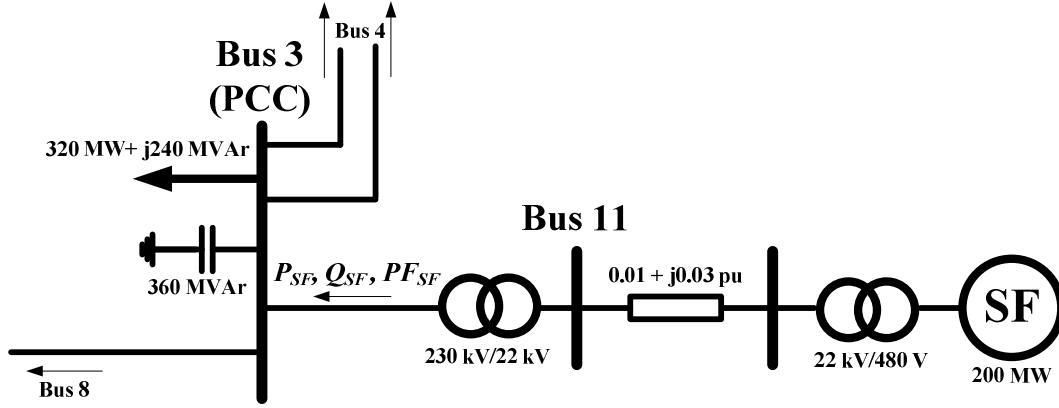 Bus 4
Bus 3
(PCC)
320 MW+ j240 MVAr
Bus 11
360 MVAr
P_SF, Q_SF, PF_SF
0.01 + j0.03 pu
SF
230 kV/22 kV
22 kV/480 V
200 MW
Bus 8